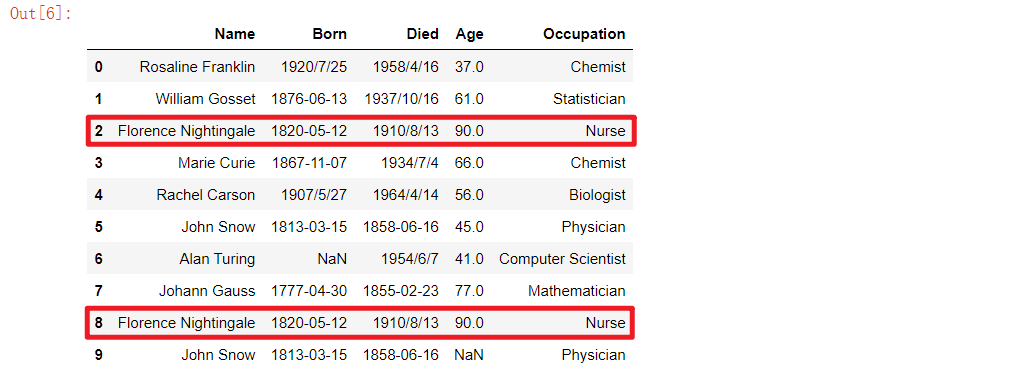 Out[6]:
Name Born Died Age Occupation
0 Rosaline Franklin 1920/7/25 1958/4/16 37.0 Chemist
1 William Gosset 1876-06-13 1937/10/16 61.0 Statistician
2 Florence Nightingale 1820-05-12 1910/8/13 90.0 Nurse
3 Marie Curie 1867-11-07 1934/7/4 66.0 Chemist
4 Rachel Carson 1907/5/27 1964/4/14 56.0 Biologist
5 John Snow 1813-03-15 1858-06-16 45.0 Physician
6 Alan Turing NaN 1954/6/7 41.0 Computer Scientist
7 Johann Gauss 1777-04-30 1855-02-23 77.0 Mathematician
8 Florence Nightingale 1820-05-12 1910/8/13 90.0 Nurse
9 John Snow 1813-03-15 1858-06-16 NaN Physician